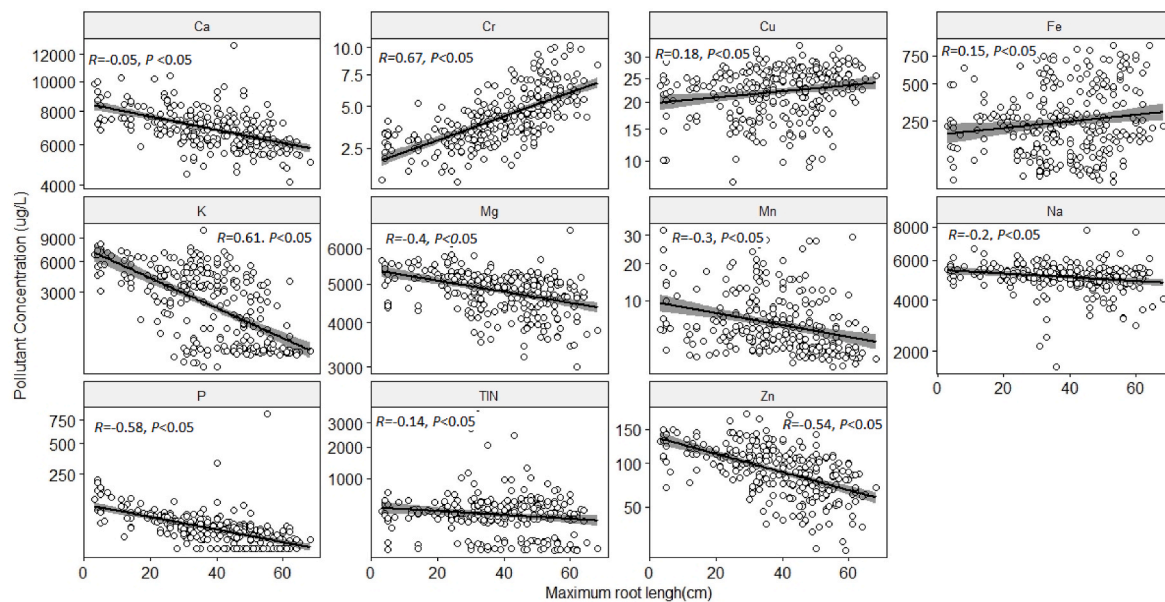 Ca Cr Cu Fe
R=-0.05, P <0.05 R=0.67, P<0.05 R=0.18, P<0.05 R=0.15, P<0.05
12000 10.0 30 750
10000 7.5 25 500
8000 5.0 20 250
6000 2.5 15
4000 10
K Mg Mn Na
R=0.61. P<0.05 R=-0.4, P<0.05 R=-0.3, P<0.05 R=-0.2, P<0.05
9000 6000 30 8000
6000 5000 20 6000
3000 4000 10 4000
3000 2000
P TIN Zn
R=-0.58, P<0.05 R=-0.14, P<0.05 R=-0.54, P<0.05
750 3000 150
500 2000 100
250 1000 50
0 20 40 60
0 20 40 60 0 20 40 60 0 20 40 60
Pollutant Concentration (ug/L)
Maximum root lengh(cm)